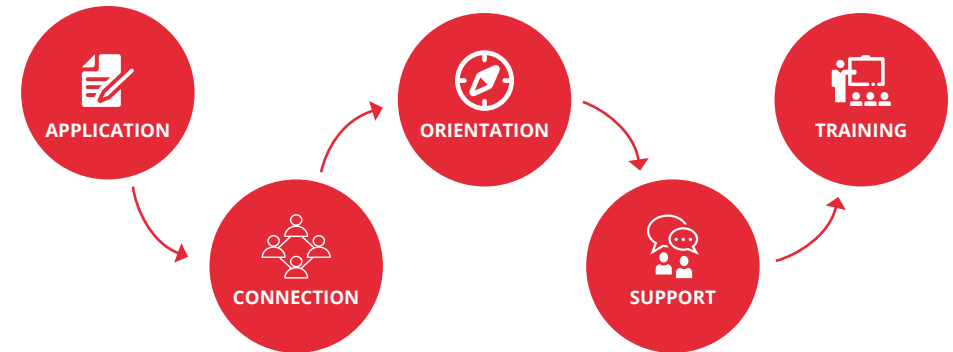 APPLICATION
CONNECTION
ORIENTATION
SUPPORT
TRAINING